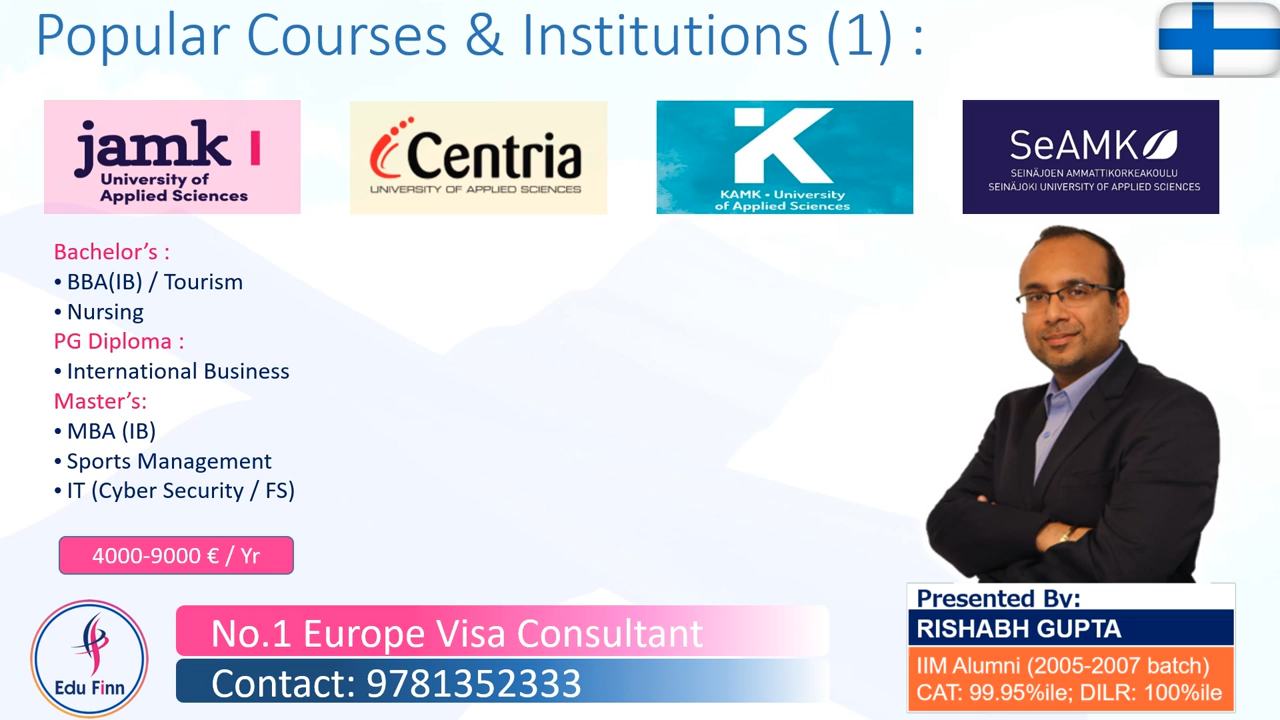 Popular Courses & Institutions (1) :
jamk
University of
Applied Sciences
Centria
UNIVERSITY OF APPLIED SCIENCES
K
KAMK - University
of Applied Sciences
SeAMK
SEINÄJOEN AMMATTIKORKEAKOULU
SEINÄJOKI UNIVERSITY OF APPLIED SCIENCES
Bachelor's :
• BBA(IB) / Tourism
• Nursing
PG Diploma :
• International Business
Master's:
• MBA (IB)
• Sports Management
• IT (Cyber Security / FS)
4000-9000 € / Yr
Edu Finn
No.1 Europe Visa Consultant
Contact: 9781352333
Presented By:
RISHABH GUPTA
IIM Alumni (2005-2007 batch)
CAT: 99.95%ile; DILR: 100%ile